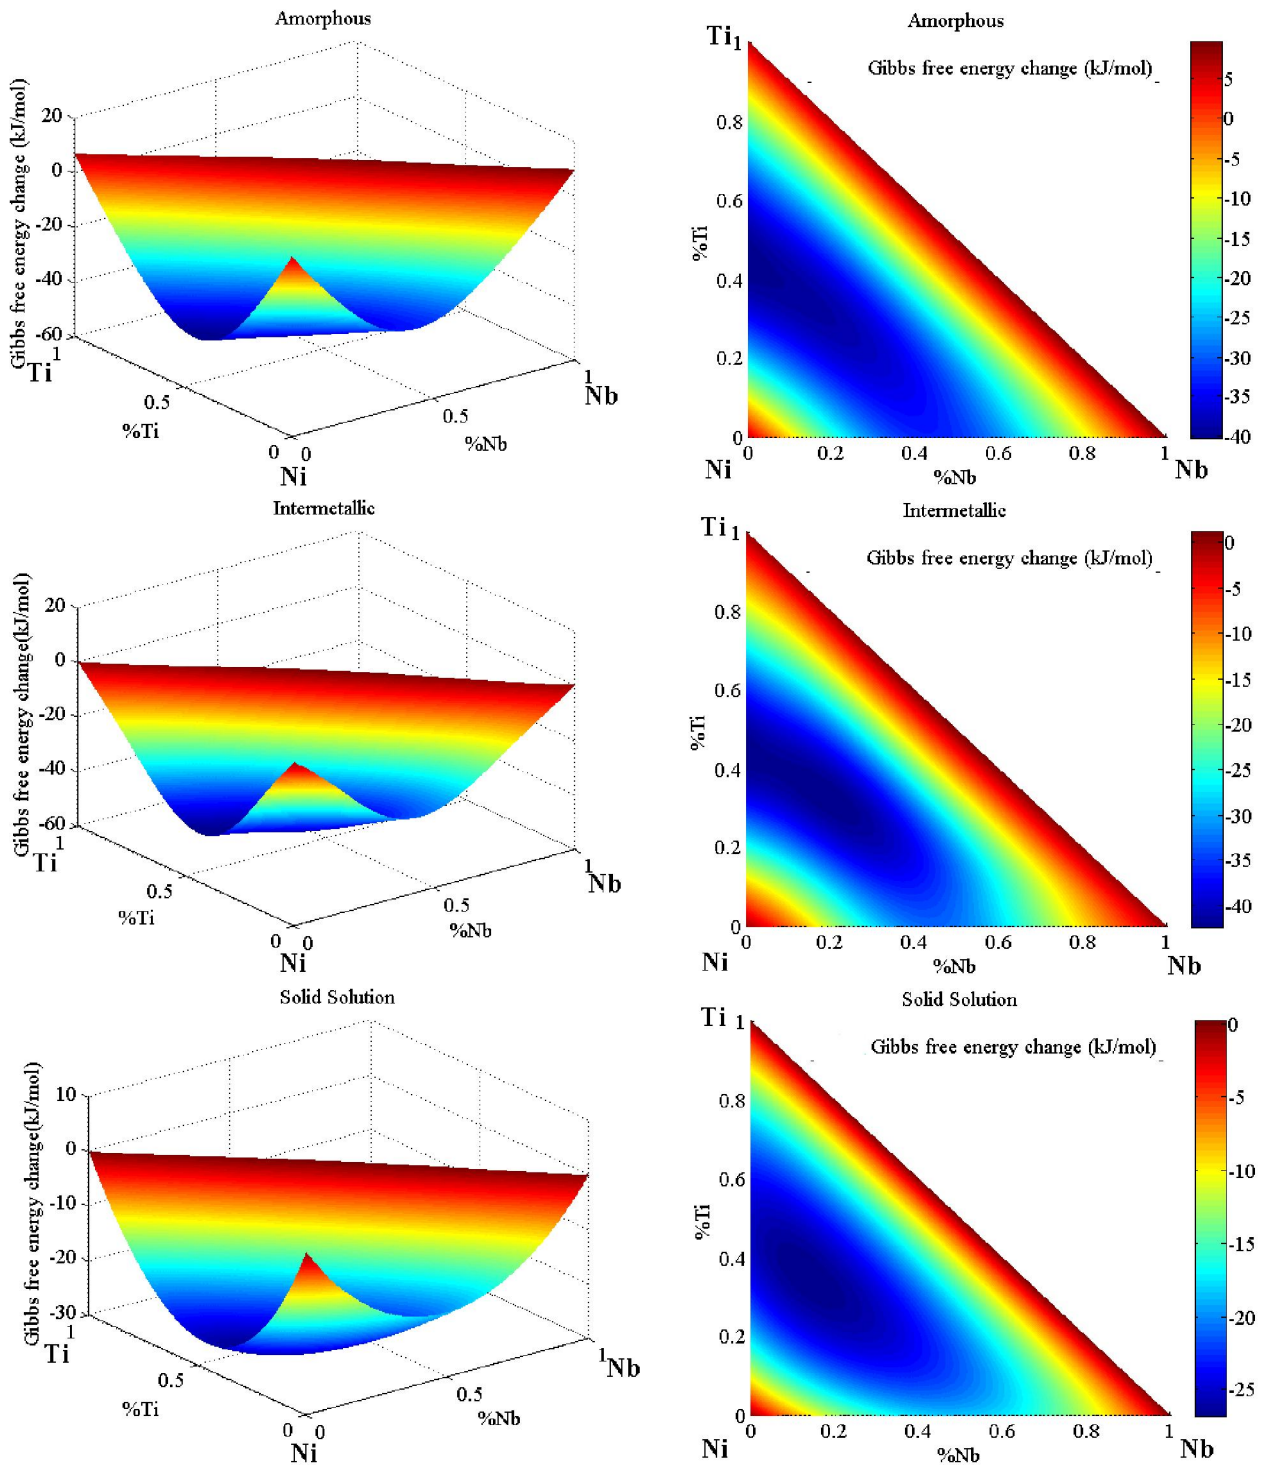 Amorphous
Gibbs free energy change (kJ/mol)
20
0
-20
-40
-60
1
Ti
0.5
%Ti
0
0
Ni
0.5
%Nb
1
Nb
Amorphous
Ti1
Gibbs free energy change (kJ/mol)
0.8
0.6
%Ti
0.4
0.2
0
0
0.2
0.4
0.6
0.8
1
Ni
%Nb
Nb
5
0
-5
-10
-15
-20
-25
-30
-35
-40
Intermetallic
Gibbs free energy change(kJ/mol)
20
0
-20
-40
-60
1
Ti
0.5
%Ti
0
0
Ni
0.5
%Nb
1
Nb
Intermetallic
Ti1
Gibbs free energy change (kJ/mol)
0.8
0.6
%Ti
0.4
0.2
0
0
0.2
0.4
0.6
0.8
1
Ni
%Nb
Nb
0
-5
-10
-15
-20
-25
-30
-35
-40
Solid Solution
Gibbs free energy change(kJ/mol)
10
0
-10
-20
-30
1
Ti
0.5
%Ti
0
0
Ni
0.5
%Nb
1
Nb
Solid Solution
Ti 1
Gibbs free energy change (kJ/mol)
0.8
0.6
%Ti
0.4
0.2
0
0
0.2
0.4
0.6
0.8
1
Ni
%Nb
Nb
0
-5
-10
-15
-20
-25